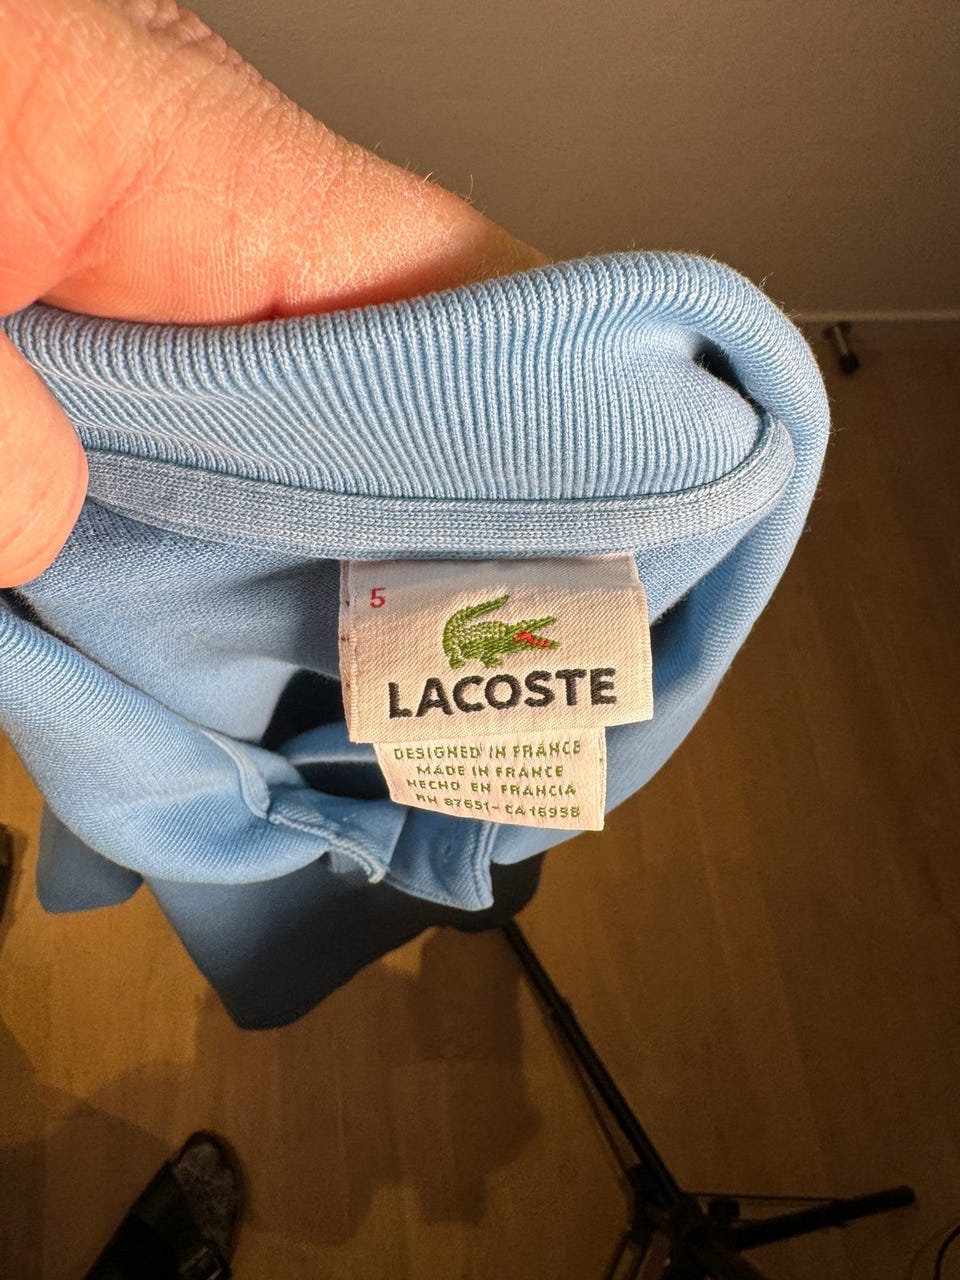 5
LACOSTE
DESIGNED IN FRANCE
MADE IN FRANCE
HECHO EN FRANCIA
RN 87651- CA 16998